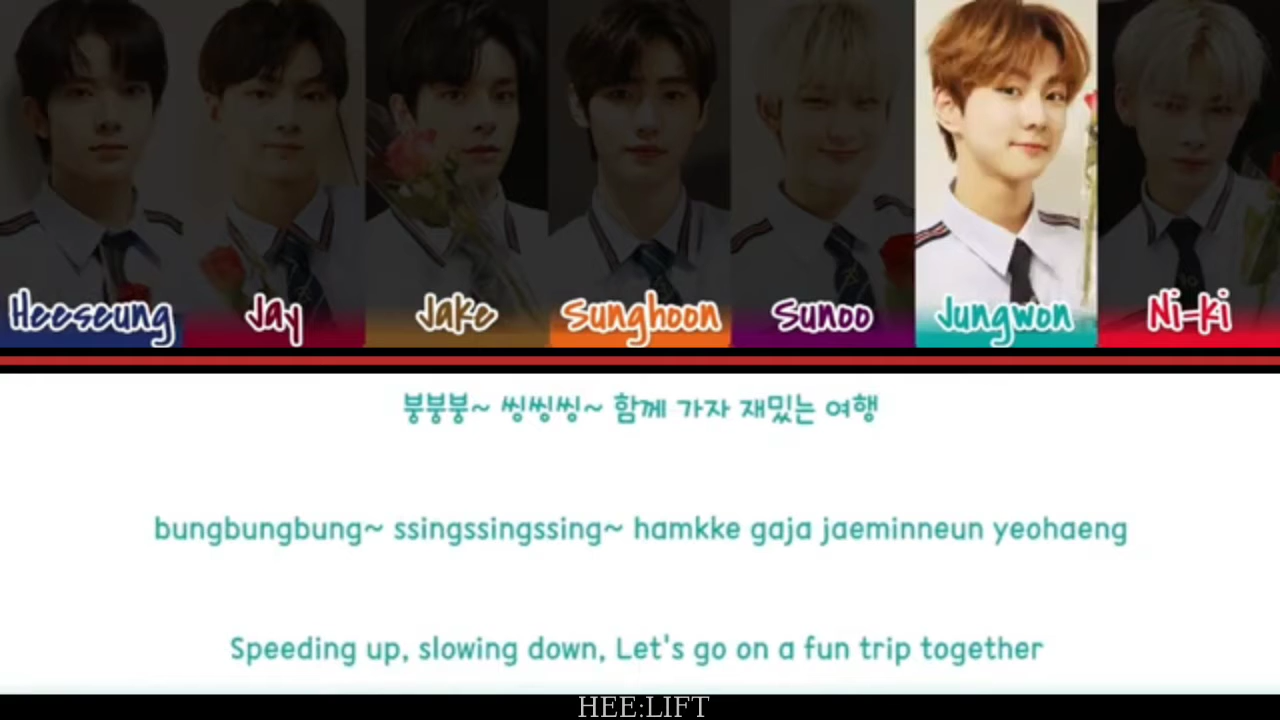 Heeseung Jay Jake Sunghoon Sunoo Jungwon Ni-ki
붕붕붕~ 씽씽씽~ 함께 가자 재밌는 여행
bungbungbung~ ssingssingssing~ hamkke gaja jaeminneun yeohaeng
Speeding up, slowing down, Let's go on a fun trip together
HEE:LIFT